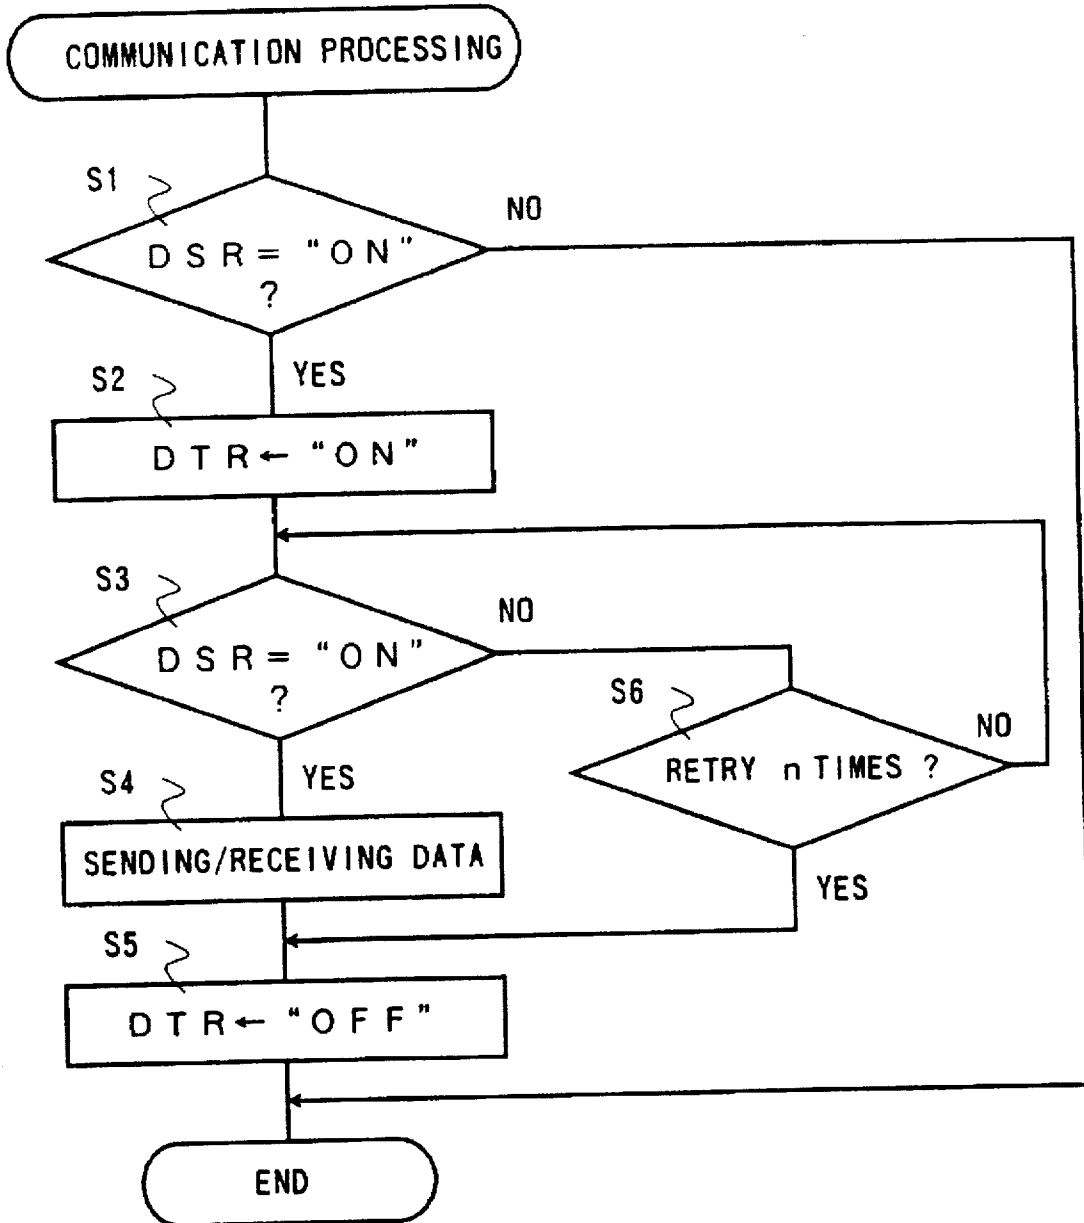 COMMUNICATION PROCESSING
S1
NO
DSR = "ON"
?
YES
S2
DTR ← "ON"
S3
NO
DSR = "ON"
?
S6
NO
RETRY n TIMES ?
YES
S4
SENDING/RECEIVING DATA
YES
S5
DTR ← "OFF"
END